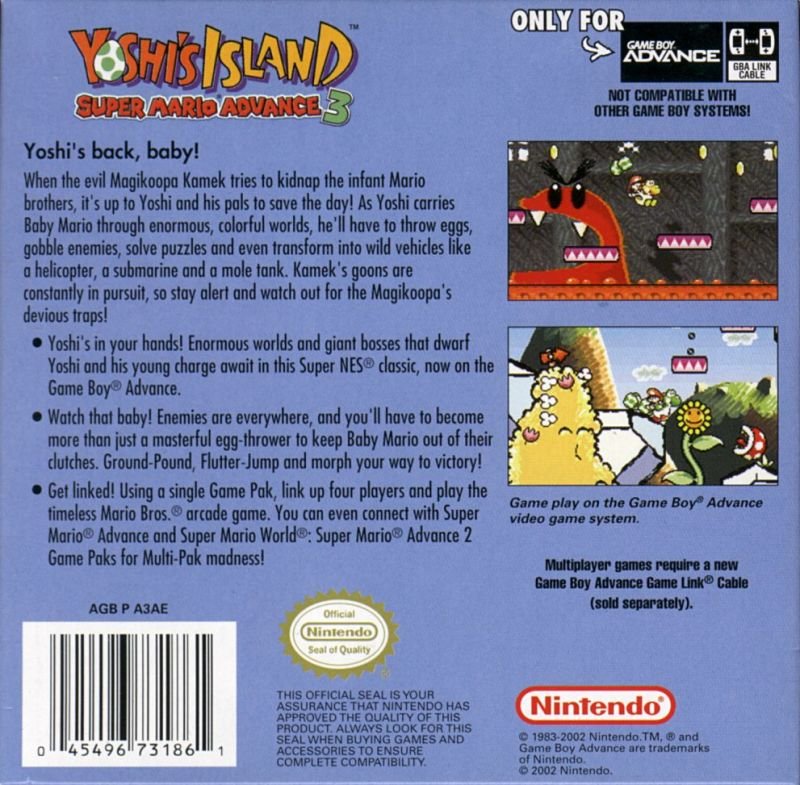 YOSHI'S ISLAND™
SUPER MARIO ADVANCE 3
ONLY FOR
GAME BOY
ADVANCE
GBA LINK
CABLE
NOT COMPATIBLE WITH
OTHER GAME BOY SYSTEMS!
Yoshi's back, baby!
When the evil Magikoopa Kamek tries to kidnap the infant Mario
brothers, it's up to Yoshi and his pals to save the day! As Yoshi carries
Baby Mario through enormous, colorful worlds, he'll have to throw eggs,
gobble enemies, solve puzzles and even transform into wild vehicles like
a helicopter, a submarine and a mole tank. Kamek's goons are
constantly in pursuit, so stay alert and watch out for the Magikoopa's
devious traps!
● Yoshi's in your hands! Enormous worlds and giant bosses that dwarf
Yoshi and his young charge await in this Super NES® classic, now on the
Game Boy® Advance.
● Watch that baby! Enemies are everywhere, and you'll have to become
more than just a masterful egg-thrower to keep Baby Mario out of their
clutches. Ground-Pound, Flutter-Jump and morph your way to victory!
● Get linked! Using a single Game Pak, link up four players and play the
timeless Mario Bros.® arcade game. You can even connect with Super
Mario® Advance and Super Mario World®: Super Mario® Advance 2
Game Paks for Multi-Pak madness!
Game play on the Game Boy® Advance
video game system.
Multiplayer games require a new
Game Boy Advance Game Link® Cable
(sold separately).
AGB P A3AE
0 45496 73186 1
Official
Nintendo
Seal of Quality
THIS OFFICIAL SEAL IS YOUR
ASSURANCE THAT NINTENDO HAS
APPROVED THE QUALITY OF THIS
PRODUCT. ALWAYS LOOK FOR THIS
SEAL WHEN BUYING GAMES AND
ACCESSORIES TO ENSURE
COMPLETE COMPATIBILITY.
Nintendo®
© 1983-2002 Nintendo.TM, ® and
Game Boy Advance are trademarks
of Nintendo.
© 2002 Nintendo.